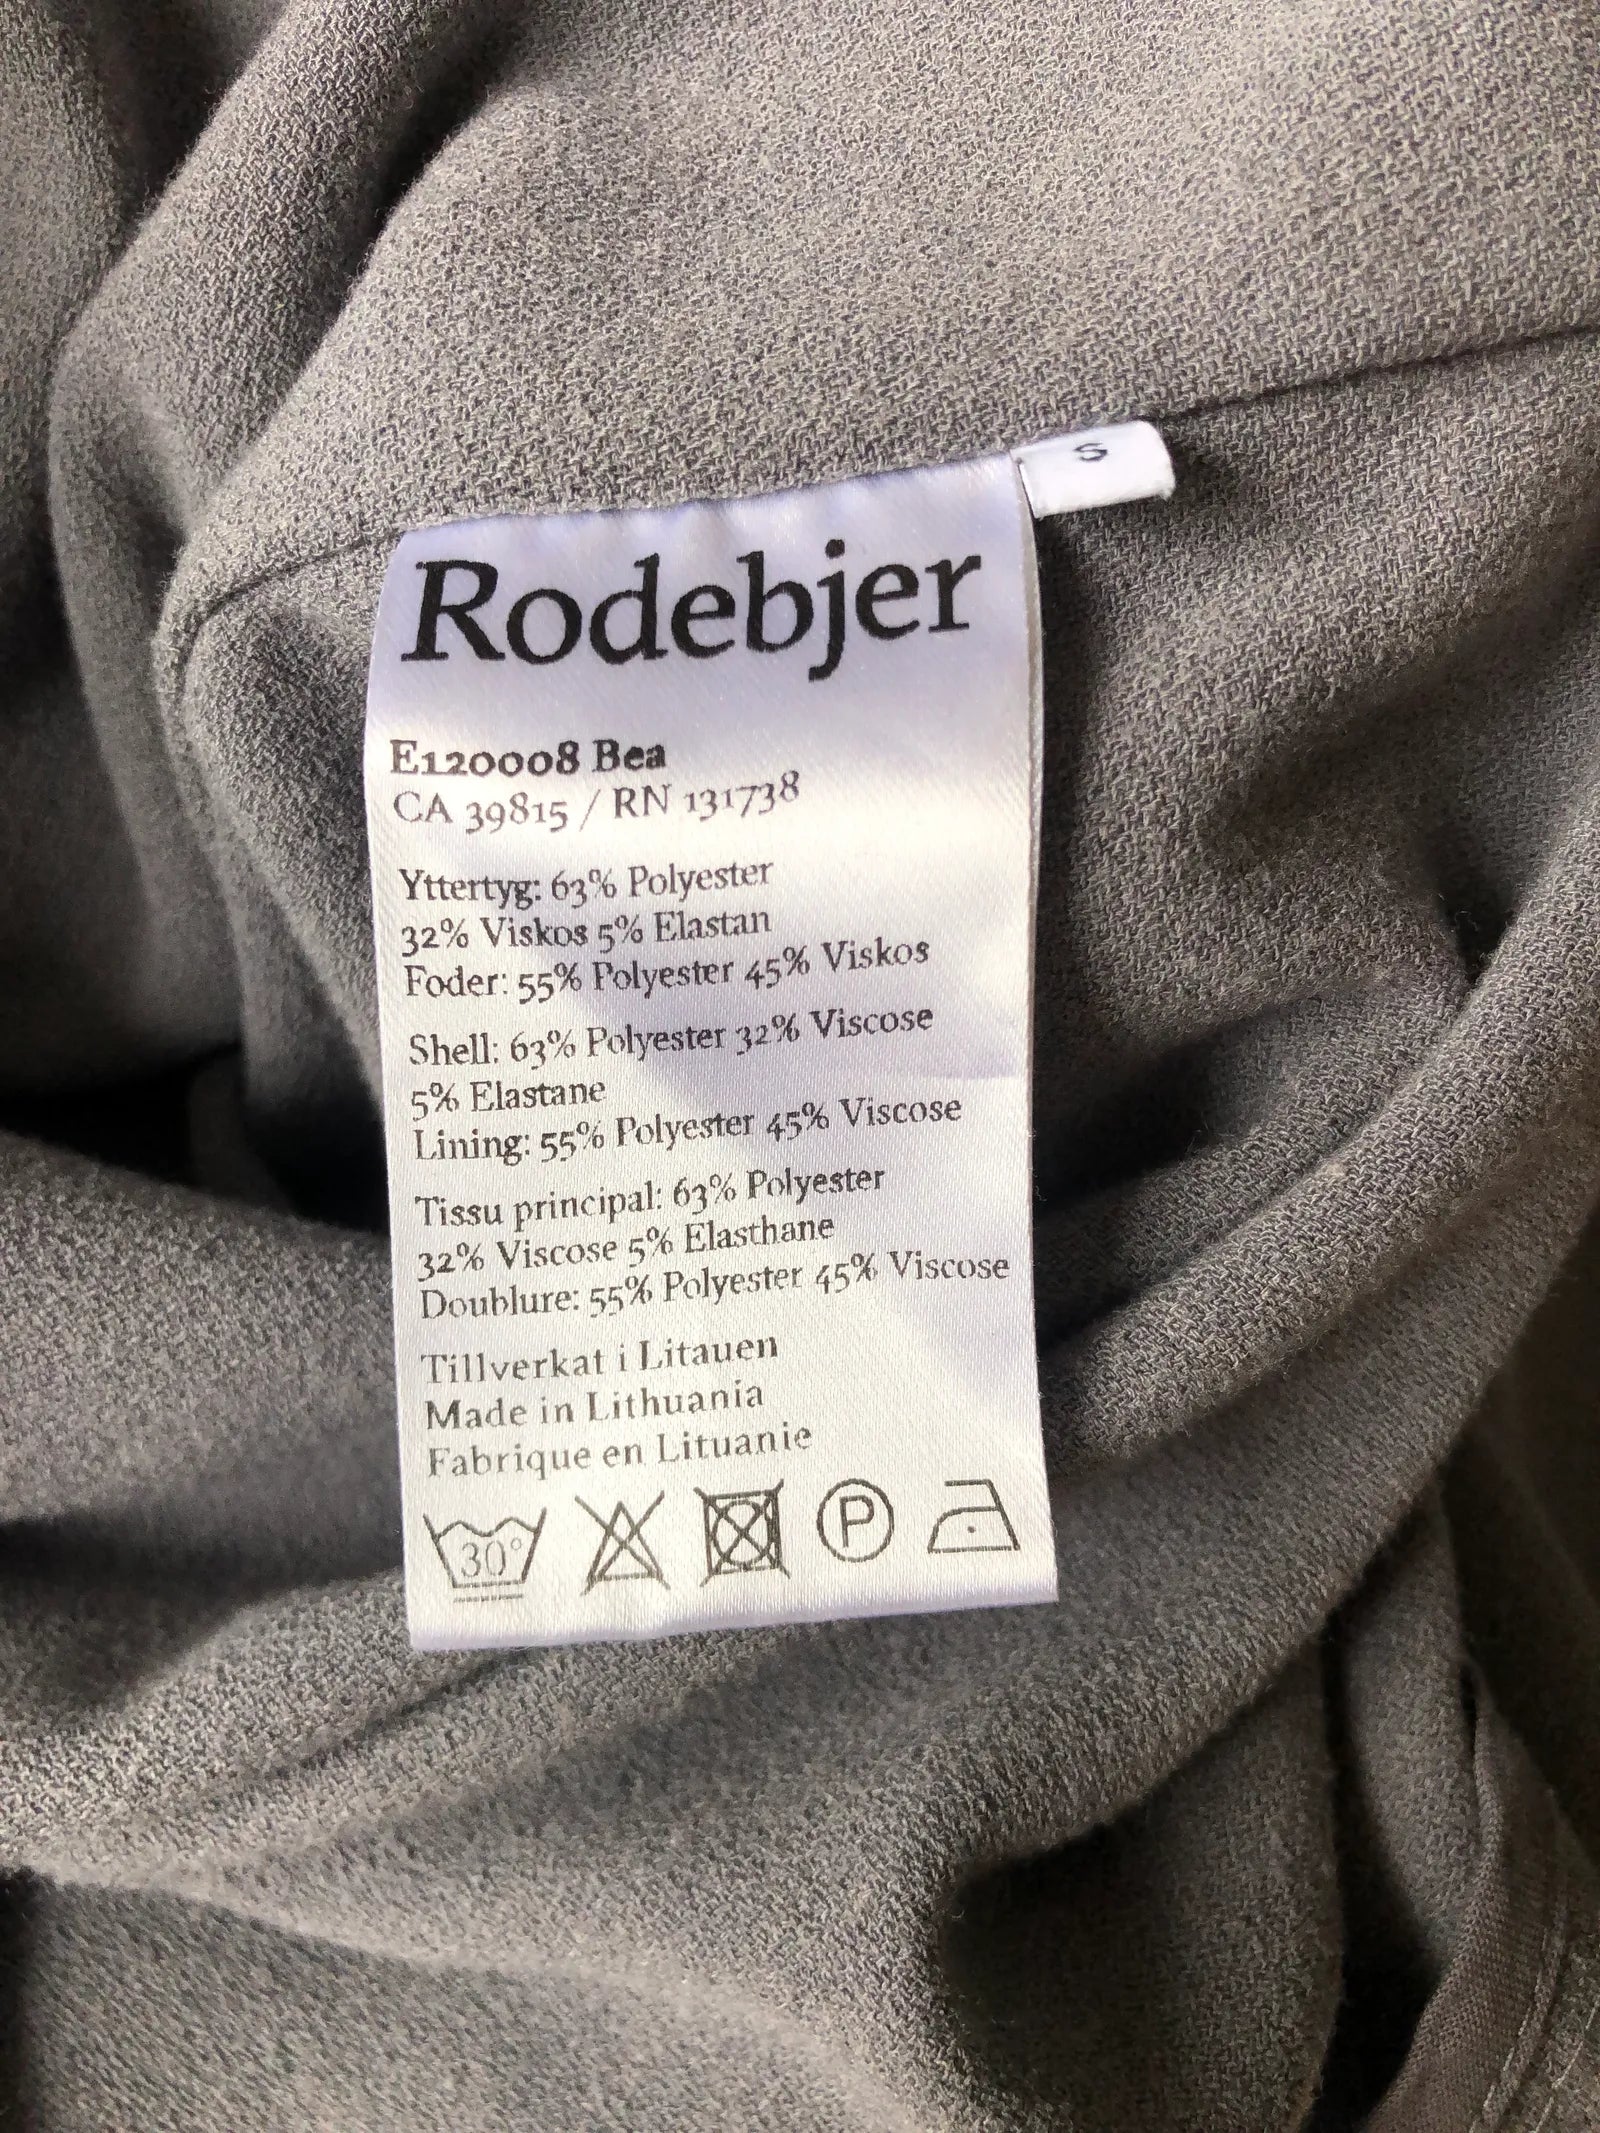 S
Rodebjer
E120008 Bea
CA 39815 / RN 131738
Yttertyg: 63% Polyester
32% Viskos 5% Elastan
Foder: 55% Polyester 45% Viskos
Shell: 63% Polyester 32% Viscose
5% Elastane
Lining: 55% Polyester 45% Viscose
Tissu principal: 63% Polyester
32% Viscose 5% Elasthane
Doublure: 55% Polyester 45% Viscose
Tillverkat i Litauen
Made in Lithuania
Fabrique en Lituanie
30° P